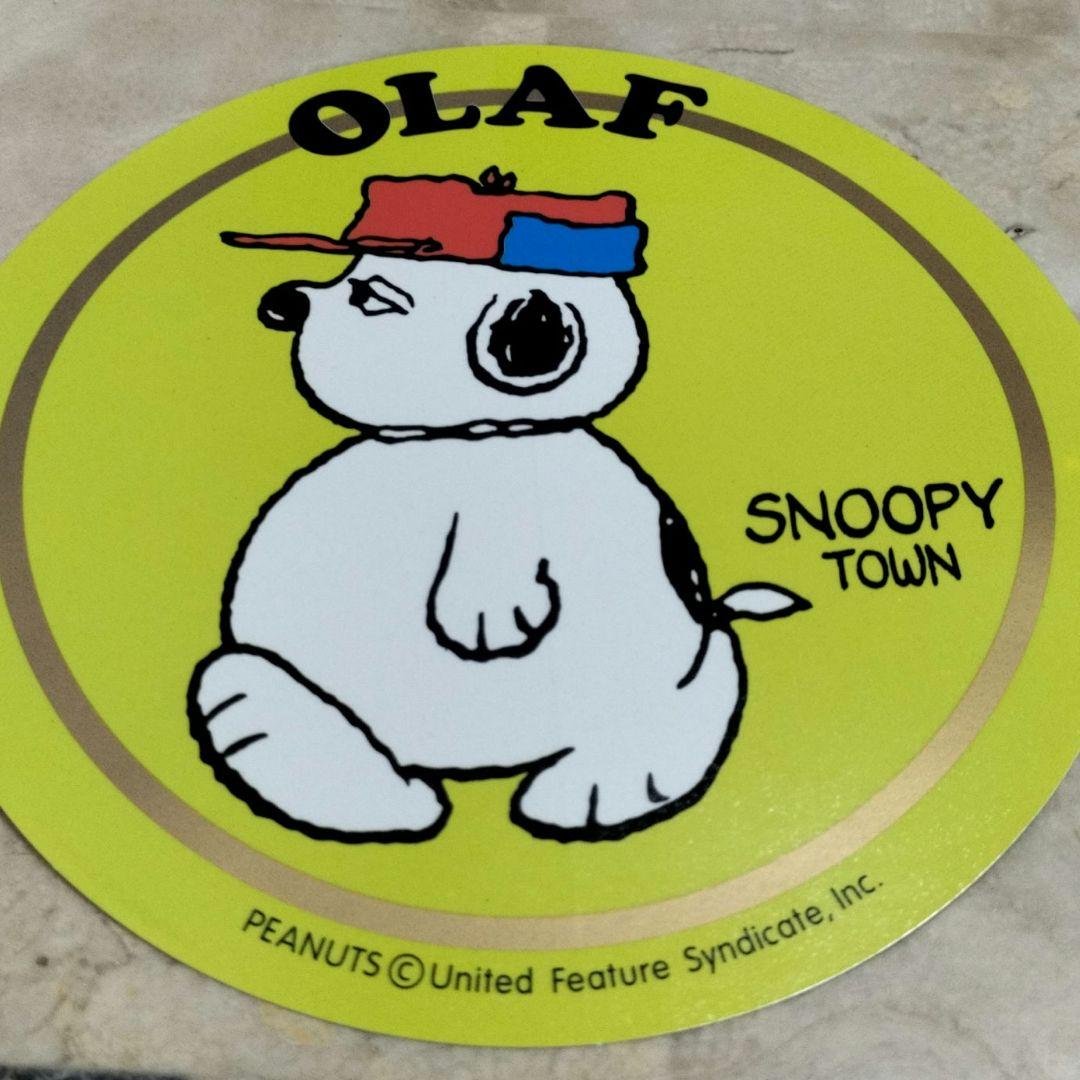 OLAF
SNOOPY
TOWN
PEANUTS © United Feature Syndicate, Inc.